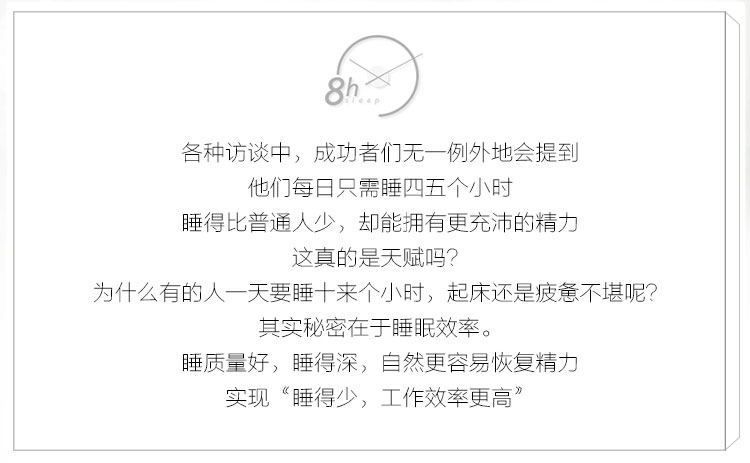 8h
sleep
各种访谈中，成功者们无一例外地会提到
他们每日只需睡四五个小时
睡得比普通人少，却能拥有更充沛的精力
这真的是天赋吗？
为什么有的人一天要睡十来个小时，起床还是疲惫不堪呢？
其实秘密在于睡眠效率。
睡质量好，睡得深，自然更容易恢复精力
实现“睡得少，工作效率更高”